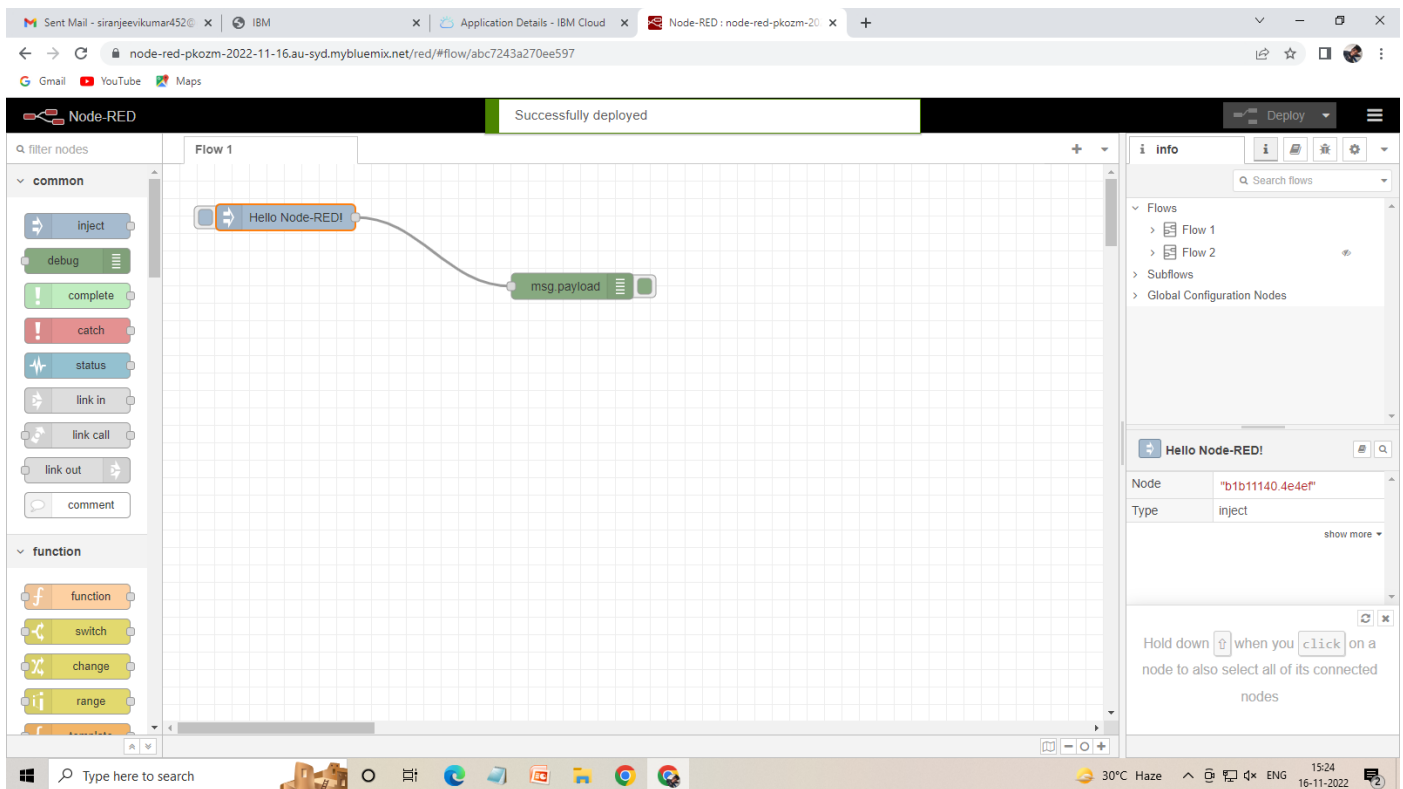 Sent Mail - siranjeevikumar452@
IBM
Application Details - IBM Cloud
Node-RED : node-red-pkozm-20
node-red-pkozm-2022-11-16.au-syd.mybluemix.net/red/#flow/abc7243a270ee597
Gmail YouTube Maps
Node-RED
Successfully deployed
Deploy
filter nodes
Flow 1
i info
i
Search flows
common
inject
debug
complete
catch
status
link in
link call
link out
comment
function
function
switch
change
range
template
Hello Node-RED!
msg.payload
Flows
Flow 1
Flow 2
Subflows
Global Configuration Nodes
Hello Node-RED!
Node "b1b11140.4e4ef"
Type inject
show more
Hold down ⇧ when you click on a
node to also select all of its connected
nodes
Type here to search
30°C Haze
ENG
15:24
16-11-2022
2